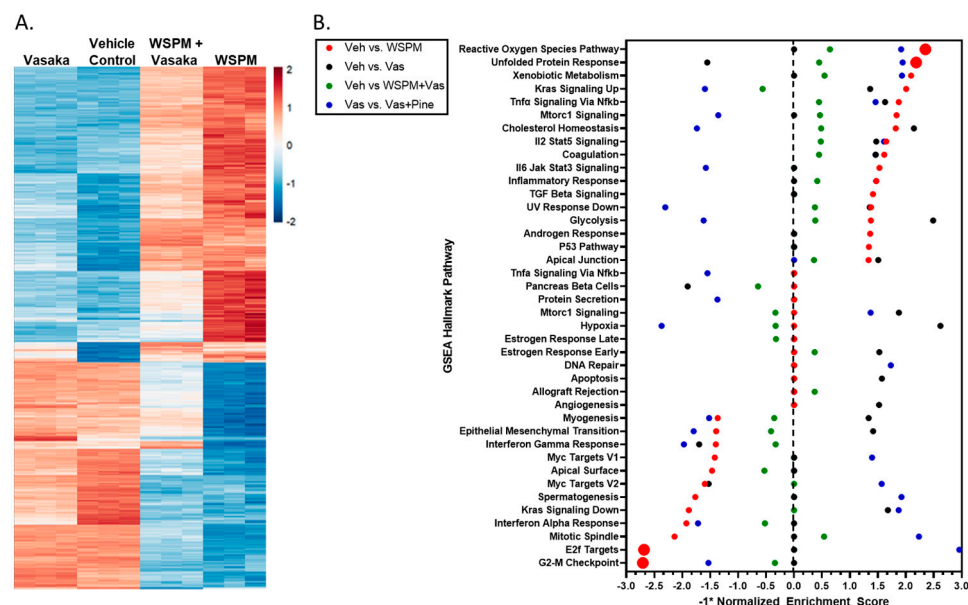 A.
B.
Vasaka
Vehicle
Control
WSPM +
Vasaka
WSPM
2
1
0
-1
-2
Veh vs. WSPM
Veh vs. Vas
Veh vs WSPM+Vas
Vas vs. Vas+Pine
GSEA Hallmark Pathway
Reactive Oxygen Species Pathway
Unfolded Protein Response
Xenobiotic Metabolism
Kras Signaling Up
Tnfα Signaling Via Nfkb
Mtorc1 Signaling
Cholesterol Homeostasis
Il2 Stat5 Signaling
Coagulation
Il6 Jak Stat3 Signaling
Inflammatory Response
TGF Beta Signaling
UV Response Down
Glycolysis
Androgen Response
P53 Pathway
Apical Junction
Tnfa Signaling Via Nfkb
Pancreas Beta Cells
Protein Secretion
Mtorc1 Signaling
Hypoxia
Estrogen Response Late
Estrogen Response Early
DNA Repair
Apoptosis
Allograft Rejection
Angiogenesis
Myogenesis
Epithelial Mesenchymal Transition
Interferon Gamma Response
Myc Targets V1
Apical Surface
Myc Targets V2
Spermatogenesis
Kras Signaling Down
Interferon Alpha Response
Mitotic Spindle
E2f Targets
G2-M Checkpoint
-3.0 -2.5 -2.0 -1.5 -1.0 -0.5 0.0 0.5 1.0 1.5 2.0 2.5 3.0
-1* Normalized Enrichment Score